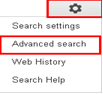 Search settings
Advanced search
Web History
Search Help